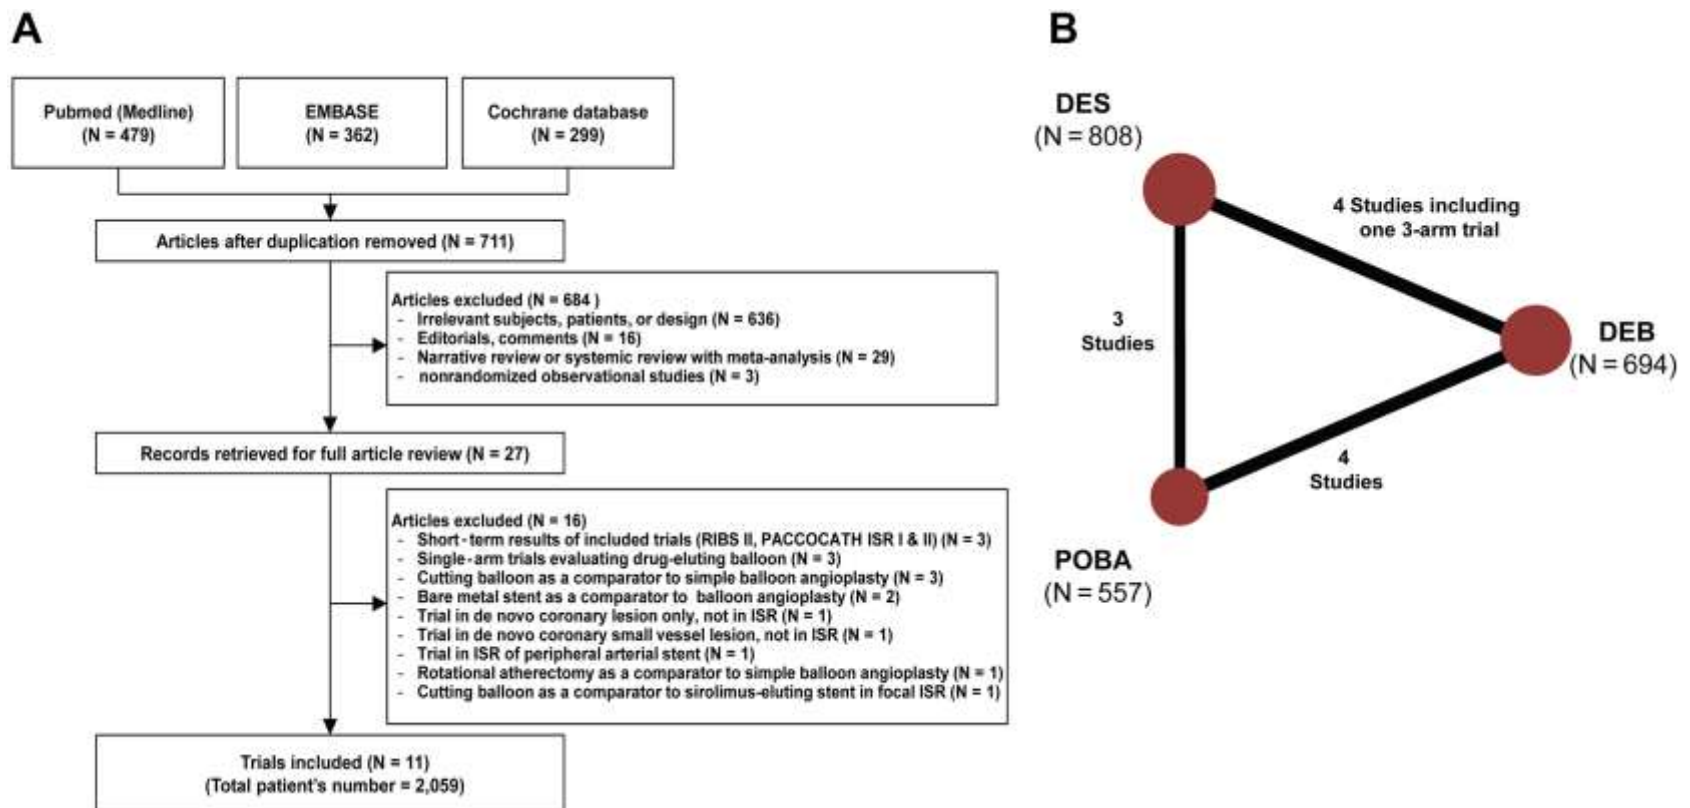 A
Pubmed (Medline)
(N = 479)
EMBASE
(N = 362)
Cochrane database
(N = 299)
Articles after duplication removed (N = 711)
Articles excluded (N = 684 )
- Irrelevant subjects, patients, or design (N = 636)
- Editorials, comments (N = 16)
- Narrative review or systemic review with meta-analysis (N = 29)
- nonrandomized observational studies (N = 3)
Records retrieved for full article review (N = 27)
Articles excluded (N = 16)
- Short-term results of included trials (RIBS II, PACCOCATH ISR I & II) (N = 3)
- Single-arm trials evaluating drug-eluting balloon (N = 3)
- Cutting balloon as a comparator to simple balloon angioplasty (N = 3)
- Bare metal stent as a comparator to balloon angioplasty (N = 2)
- Trial in de novo coronary lesion only, not in ISR (N = 1)
- Trial in de novo coronary small vessel lesion, not in ISR (N = 1)
- Trial in ISR of peripheral arterial stent (N = 1)
- Rotational atherectomy as a comparator to simple balloon angioplasty (N = 1)
- Cutting balloon as a comparator to sirolimus-eluting stent in focal ISR (N = 1)
Trials included (N = 11)
(Total patient's number = 2,059)
B
DES
(N = 808)
4 Studies including
one 3-arm trial
3
Studies
DEB
(N = 694)
4
Studies
POBA
(N = 557)